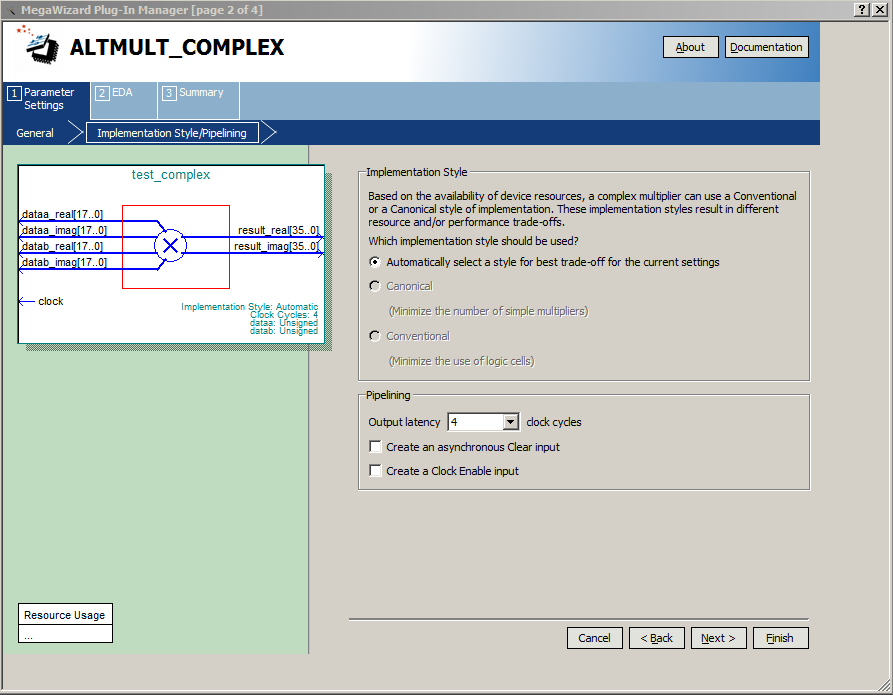 MegaWizard Plug-In Manager [page 2 of 4]
ALTMULT_COMPLEX
About
Documentation
1 Parameter Settings
2 EDA
3 Summary
General
Implementation Style/Pipelining
test_complex
dataa_real[17..0]
dataa_imag[17..0]
datab_real[17..0]
datab_imag[17..0]
result_real[35..0]
result_imag[35..0]
clock
Implementation Style: Automatic
Clock Cycles: 4
dataa: Unsigned
datab: Unsigned
Resource Usage
...
Implementation Style
Based on the availability of device resources, a complex multiplier can use a Conventional
or a Canonical style of implementation. These implementation styles result in different
resource and/or performance trade-offs.
Which implementation style should be used?
Automatically select a style for best trade-off for the current settings
Canonical
(Minimize the number of simple multipliers)
Conventional
(Minimize the use of logic cells)
Pipelining
Output latency 4 clock cycles
Create an asynchronous Clear input
Create a Clock Enable input
Cancel
< Back
Next >
Finish